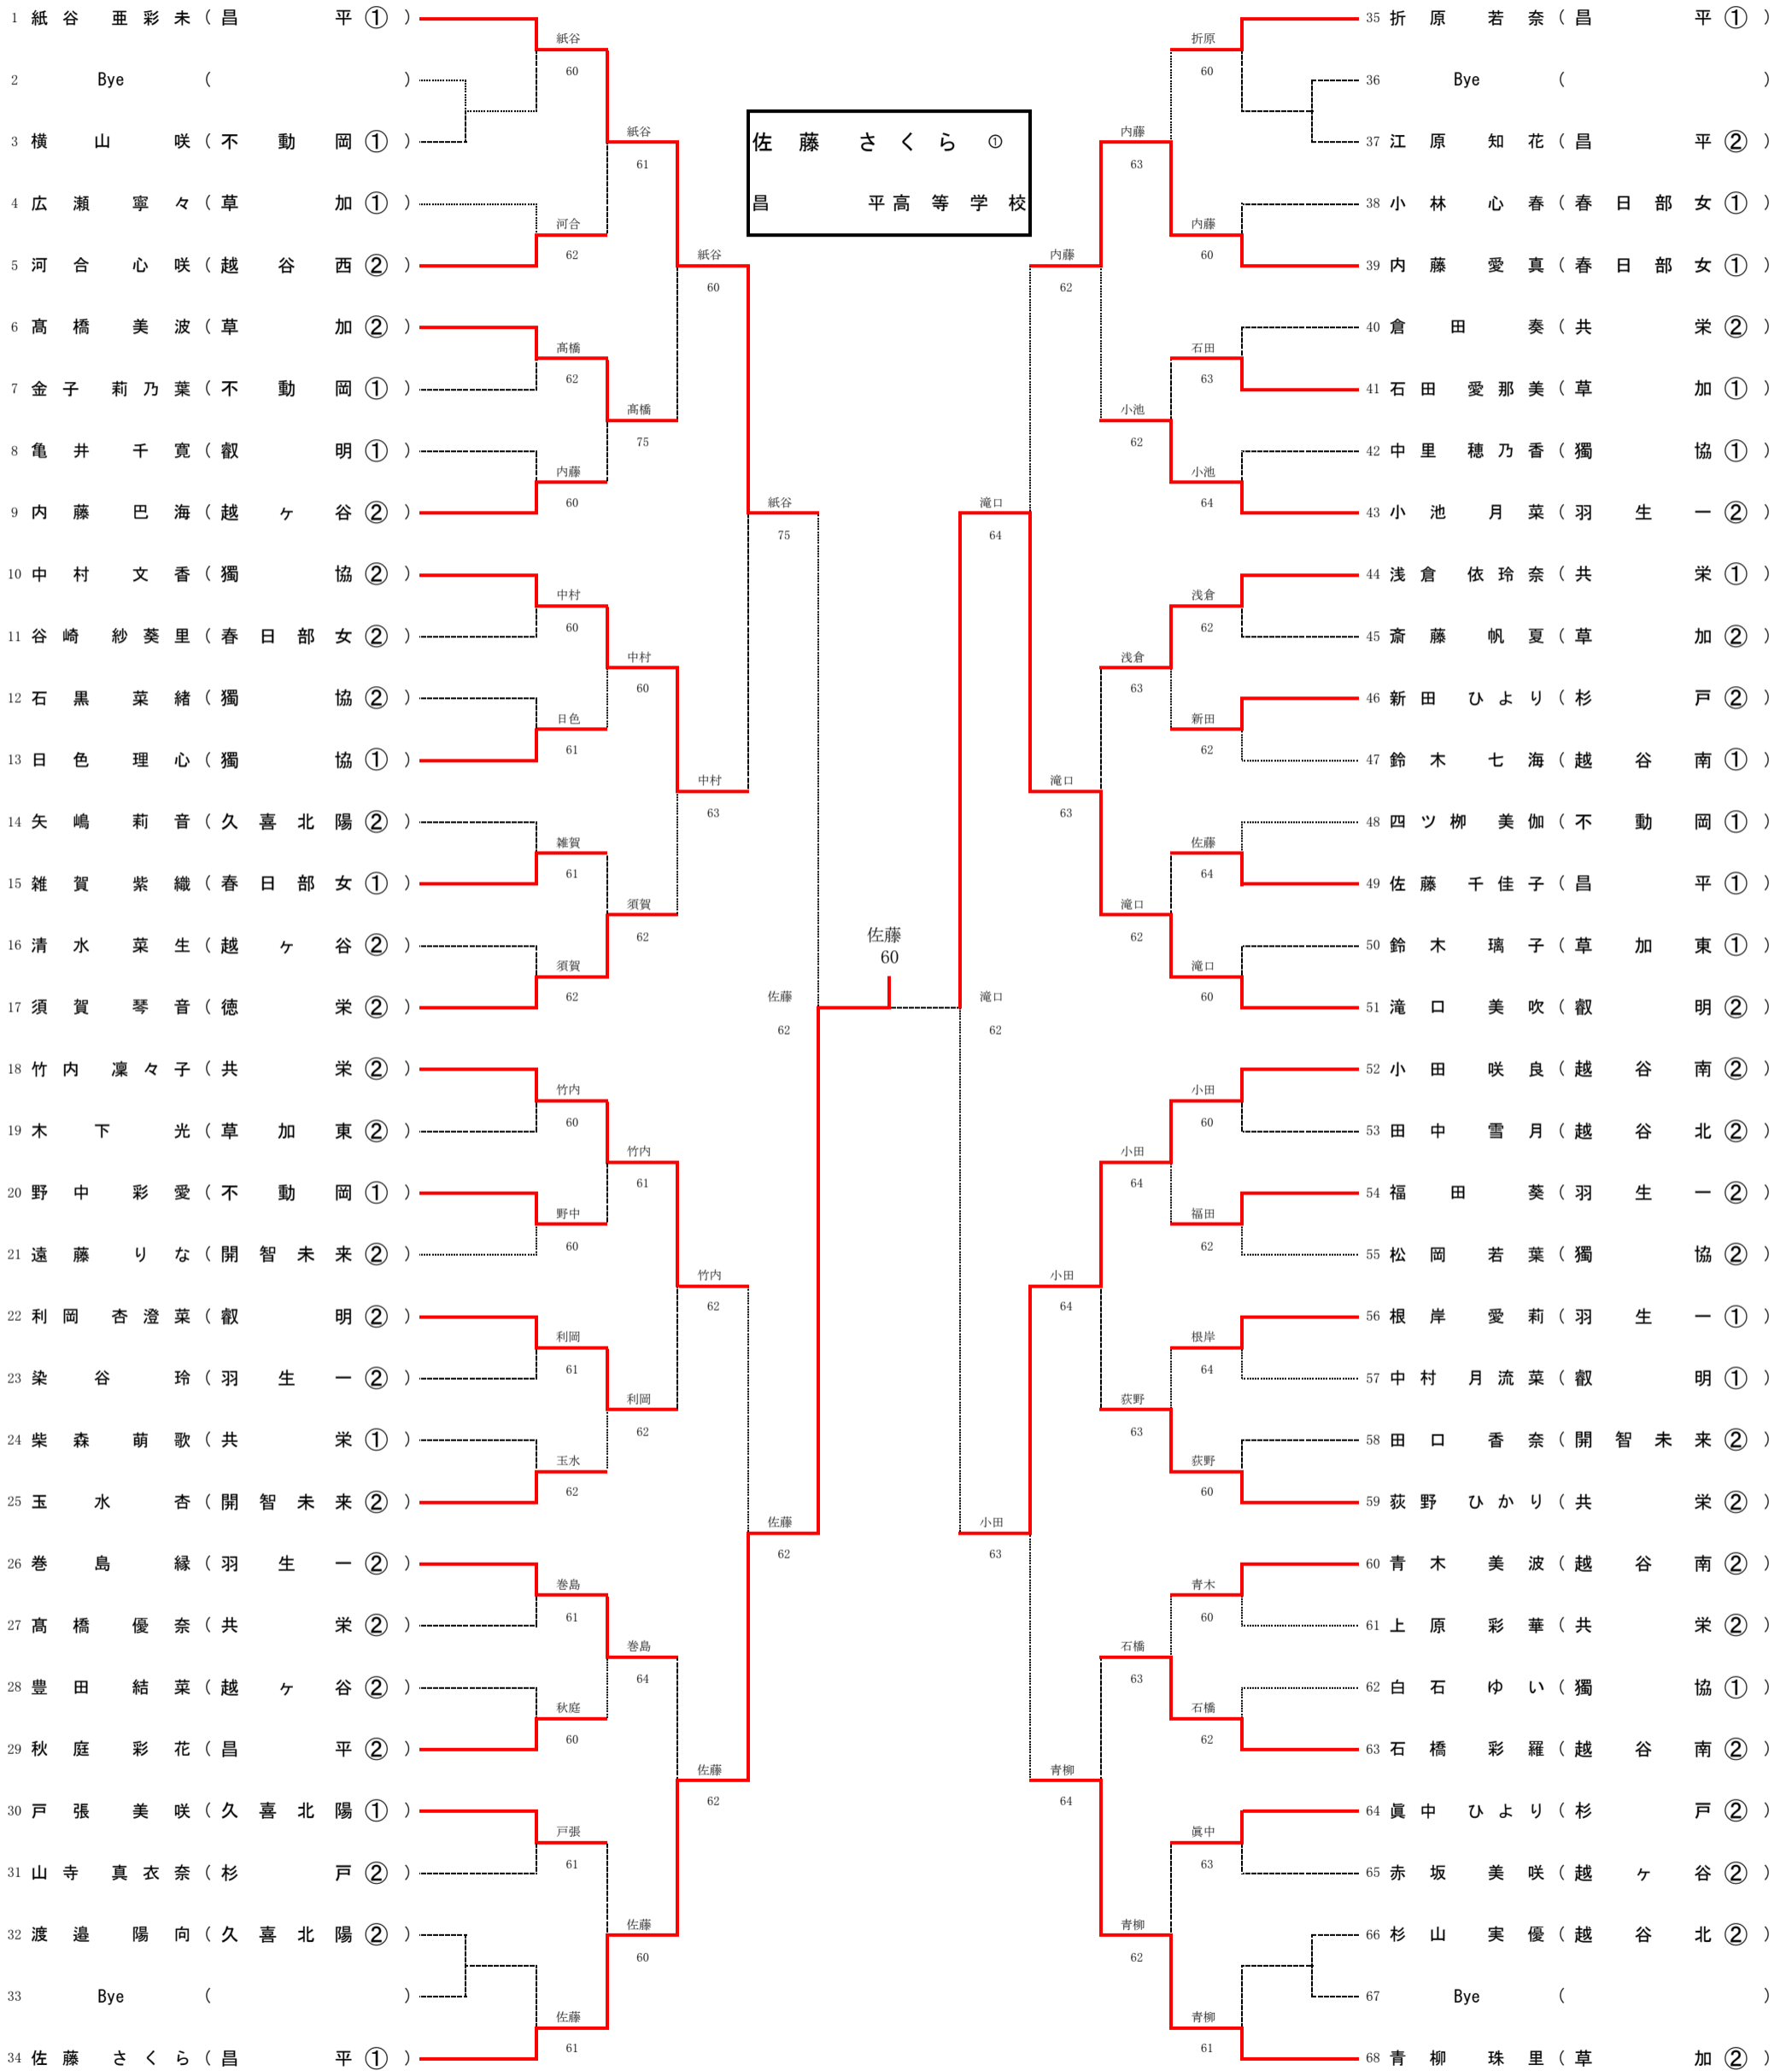 1 紙谷 亜彩未 (昌平 ①)
2 Bye ( )
3 横山 咲 (不動岡 ①)
4 広瀬 寧々 (草加 ①)
5 河合 心咲 (越谷西 ②)
6 髙橋 美波 (草加 ②)
7 金子 莉乃葉 (不動岡 ①)
8 亀井 千寛 (叡明 ①)
9 内藤 巴海 (越ヶ谷 ②)
10 中村 文香 (獨協 ②)
11 谷崎 紗葵里 (春日部女 ②)
12 石黒 菜緒 (獨協 ②)
13 日色 理心 (獨協 ①)
14 矢嶋 莉音 (久喜北陽 ②)
15 雑賀 紫織 (春日部女 ①)
16 清水 菜生 (越ヶ谷 ②)
17 須賀 琴音 (徳栄 ②)
18 竹内 凜々子 (共栄 ②)
19 木下 光 (草加東 ②)
20 野中 彩愛 (不動岡 ①)
21 遠藤 りな (開智未来 ②)
22 利岡 杏澄菜 (叡明 ②)
23 染谷 玲 (羽生一 ②)
24 柴森 萌歌 (共栄 ①)
25 玉水 杏 (開智未来 ②)
26 巻島 縁 (羽生一 ②)
27 髙橋 優奈 (共栄 ②)
28 豊田 結菜 (越ヶ谷 ②)
29 秋庭 彩花 (昌平 ②)
30 戸張 美咲 (久喜北陽 ①)
31 山寺 真衣奈 (杉戸 ②)
32 渡邉 陽向 (久喜北陽 ②)
33 Bye ( )
34 佐藤 さくら (昌平 ①)
紙谷
60
河合
62
髙橋
62
内藤
60
中村
60
日色
61
雑賀
61
須賀
62
竹内
60
野中
60
利岡
61
玉水
62
巻島
61
秋庭
60
戸張
61
佐藤
61
紙谷
61
髙橋
75
中村
60
須賀
62
竹内
61
利岡
62
巻島
64
佐藤
60
紙谷
60
中村
63
竹内
62
佐藤
62
紙谷
75
佐藤
62
佐藤
62
佐藤 さくら ①
昌平高等学校
佐藤
60
滝口
62
滝口
64
小田
63
内藤
62
滝口
63
小田
64
青柳
64
内藤
63
小池
62
浅倉
63
滝口
62
小田
64
荻野
63
石橋
63
青柳
62
折原
60
内藤
60
石田
63
小池
64
浅倉
62
新田
62
佐藤
64
滝口
60
小田
60
福田
62
根岸
64
荻野
60
青木
60
石橋
62
眞中
63
青柳
61
35 折原 若奈 (昌平 ①)
36 Bye ( )
37 江原 知花 (昌平 ②)
38 小林 心春 (春日部女 ①)
39 内藤 愛真 (春日部女 ①)
40 倉田 奏 (共栄 ②)
41 石田 愛那美 (草加 ①)
42 中里 穂乃香 (獨協 ①)
43 小池 月菜 (羽生一 ②)
44 浅倉 依玲奈 (共栄 ①)
45 斎藤 帆夏 (草加 ②)
46 新田 ひより (杉戸 ②)
47 鈴木 七海 (越谷南 ①)
48 四ツ栁 美伽 (不動岡 ①)
49 佐藤 千佳子 (昌平 ①)
50 鈴木 璃子 (草加東 ①)
51 滝口 美吹 (叡明 ②)
52 小田 咲良 (越谷南 ②)
53 田中 雪月 (越谷北 ②)
54 福田 葵 (羽生一 ②)
55 松岡 若葉 (獨協 ②)
56 根岸 愛莉 (羽生一 ①)
57 中村 月流菜 (叡明 ①)
58 田口 香奈 (開智未来 ②)
59 荻野 ひかり (共栄 ②)
60 青木 美波 (越谷南 ②)
61 上原 彩華 (共栄 ②)
62 白石 ゆい (獨協 ①)
63 石橋 彩羅 (越谷南 ②)
64 眞中 ひより (杉戸 ②)
65 赤坂 美咲 (越ヶ谷 ②)
66 杉山 実優 (越谷北 ②)
67 Bye ( )
68 青柳 珠里 (草加 ②)